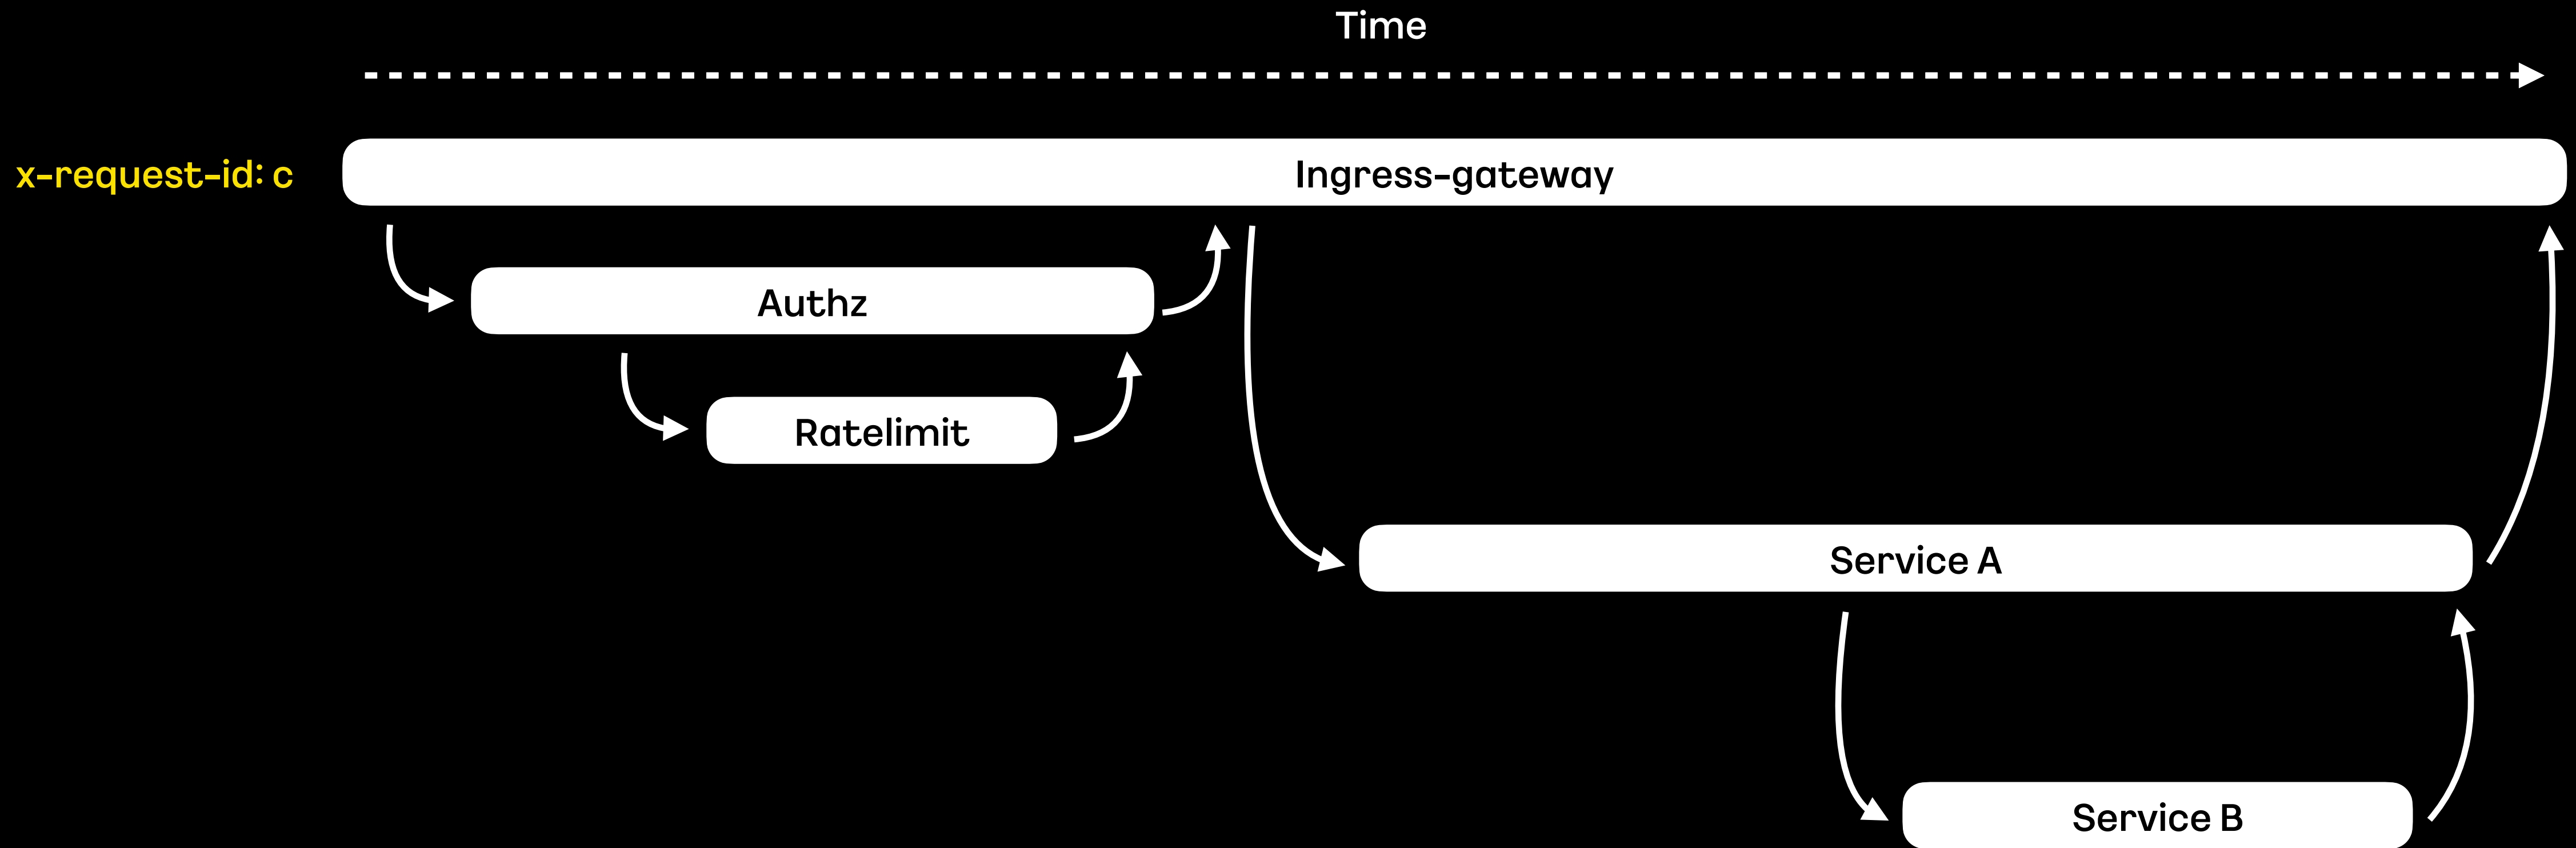 Time
x-request-id: c
Ingress-gateway
Authz
Ratelimit
Service A
Service B